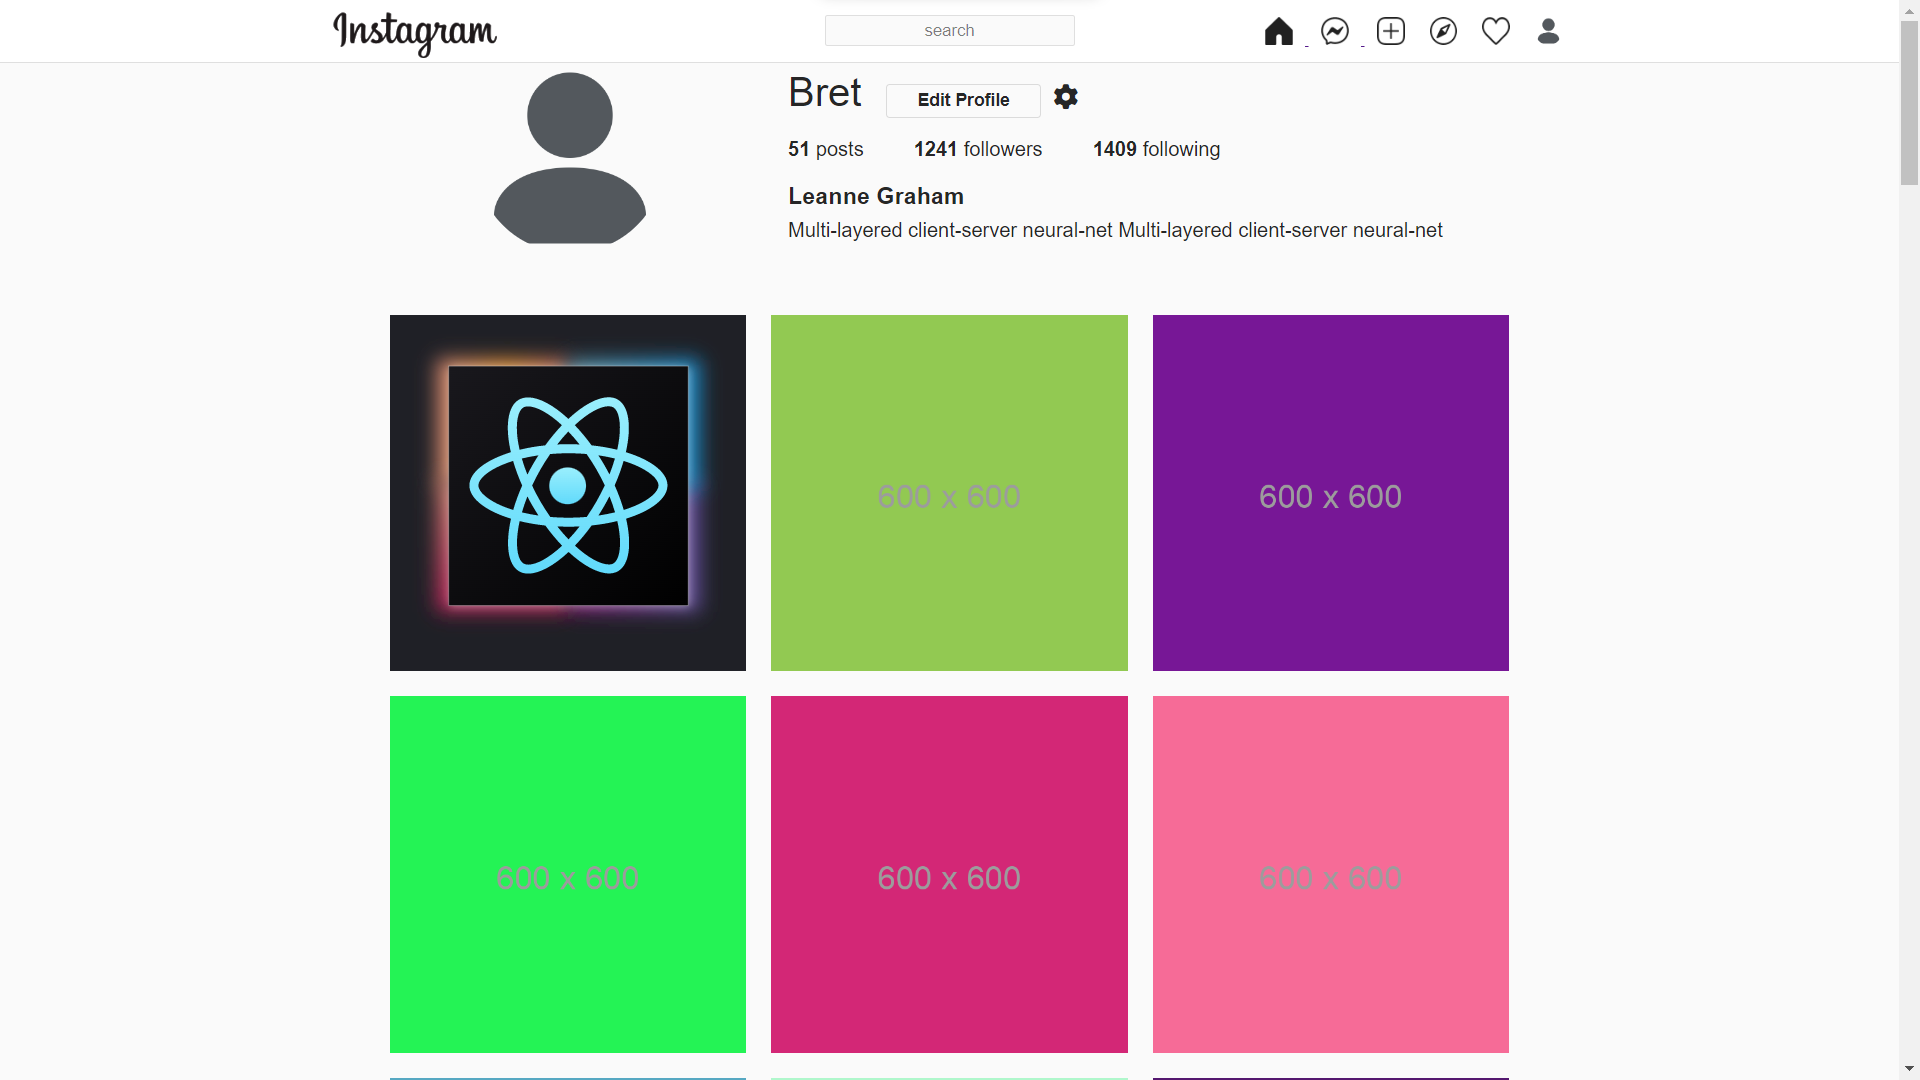 Instagram
search
Bret
Edit Profile
51 posts 1241 followers 1409 following
Leanne Graham
Multi-layered client-server neural-net Multi-layered client-server neural-net
600 x 600
600 x 600
600 x 600
600 x 600
600 x 600